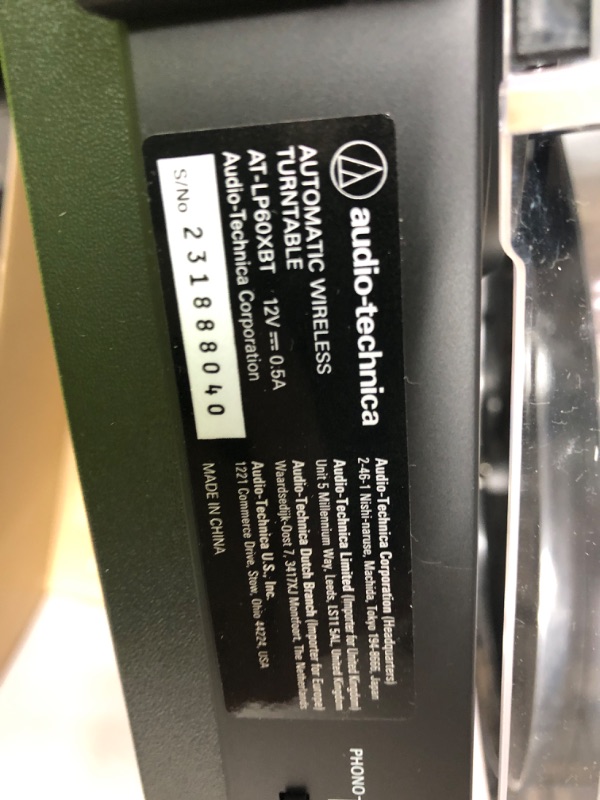 audio-technica
AUTOMATIC WIRELESS
TURNTABLE
AT-LP60XBT 12V ⎓ 0.5A
Audio-Technica Corporation
S/No 231888040
Audio-Technica Corporation (Headquarters)
2-46-1 Nishi-naruse, Machida, Tokyo 194-8666, Japan
Audio-Technica Limited (Importer for United Kingdom)
Unit 5 Millennium Way, Leeds, LS11 5AL, United Kingdom
Audio-Technica Dutch Branch (Importer for Europe)
Waardsedijk-Oost 7, 3417XJ Montfoort, The Netherlands
Audio-Technica U.S., Inc.
1221 Commerce Drive, Stow, Ohio 44224, USA
MADE IN CHINA
PHONO-